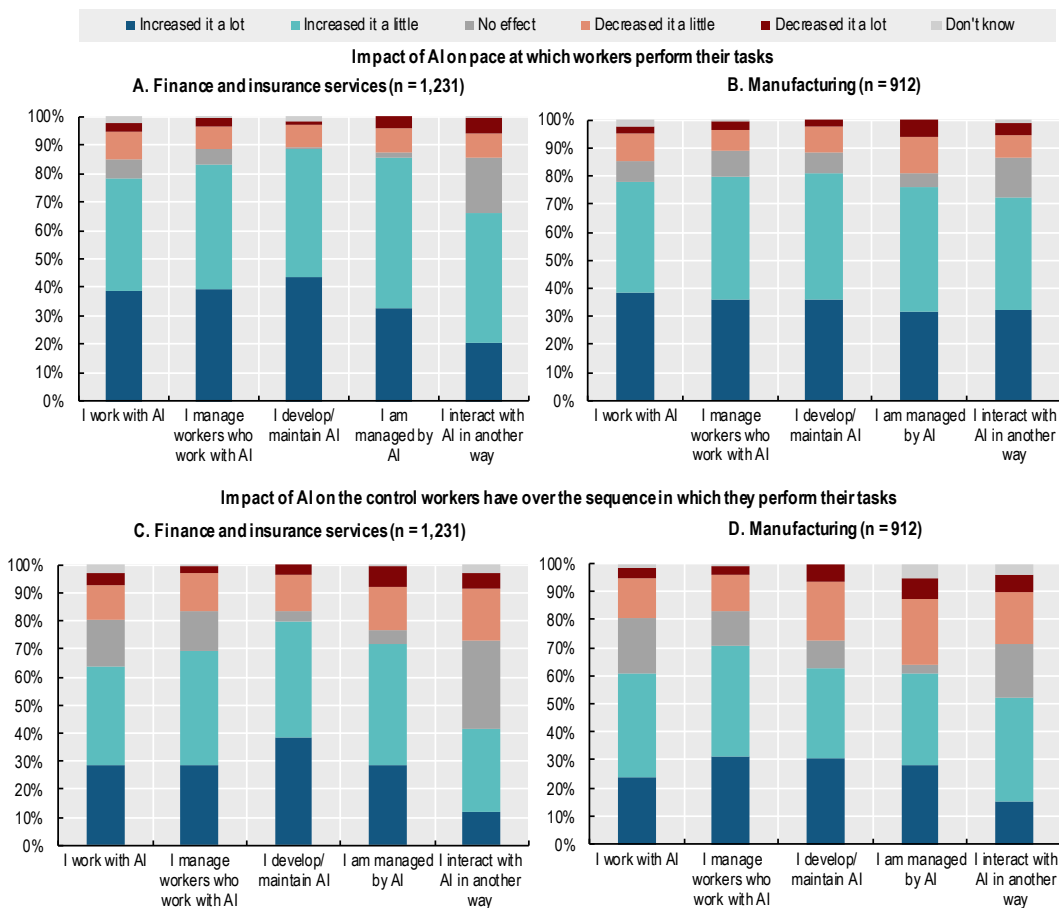 Increased it a lot Increased it a little No effect Decreased it a little Decreased it a lot Don't know
Impact of AI on pace at which workers perform their tasks
A. Finance and insurance services (n = 1,231)
100%
90%
80%
70%
60%
50%
40%
30%
20%
10%
0%
I work with AI
I manage
workers who
work with AI
I develop/
maintain AI
I am
managed by
AI
I interact with
AI in another
way
B. Manufacturing (n = 912)
100%
90%
80%
70%
60%
50%
40%
30%
20%
10%
0%
I work with AI
I manage
workers who
work with AI
I develop/
maintain AI
I am managed
by AI
I interact with
AI in another
way
Impact of AI on the control workers have over the sequence in which they perform their tasks
C. Finance and insurance services (n = 1,231)
100%
90%
80%
70%
60%
50%
40%
30%
20%
10%
0%
I work with AI
I manage
workers who
work with AI
I develop/
maintain AI
I am managed
by AI
I interact with
AI in another
way
D. Manufacturing (n = 912)
100%
90%
80%
70%
60%
50%
40%
30%
20%
10%
0%
I work with AI
I manage
workers who
work with AI
I develop/
maintain AI
I am managed
by AI
I interact with
AI in another
way